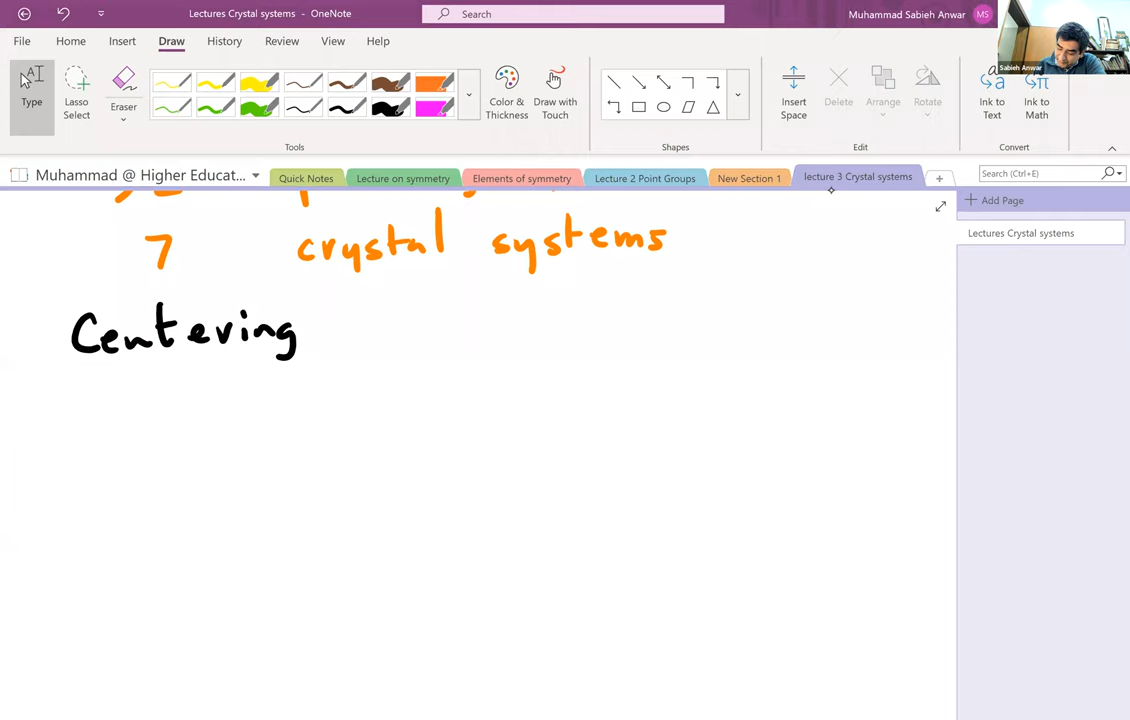 Lectures Crystal systems - OneNote
Search
Muhammad Sabieh Anwar MS
Sabieh Anwar
File Home Insert Draw History Review View Help
Type
Lasso Select
Eraser
Color & Thickness
Draw with Touch
Insert Space
Delete
Arrange
Rotate
Ink to Text
Ink to Math
Tools
Shapes
Edit
Convert
Muhammad @ Higher Educat...
Quick Notes
Lecture on symmetry
Elements of symmetry
Lecture 2 Point Groups
New Section 1
lecture 3 Crystal systems
Search (Ctrl+E)
Add Page
Lectures Crystal systems
7 crystal systems
Centering